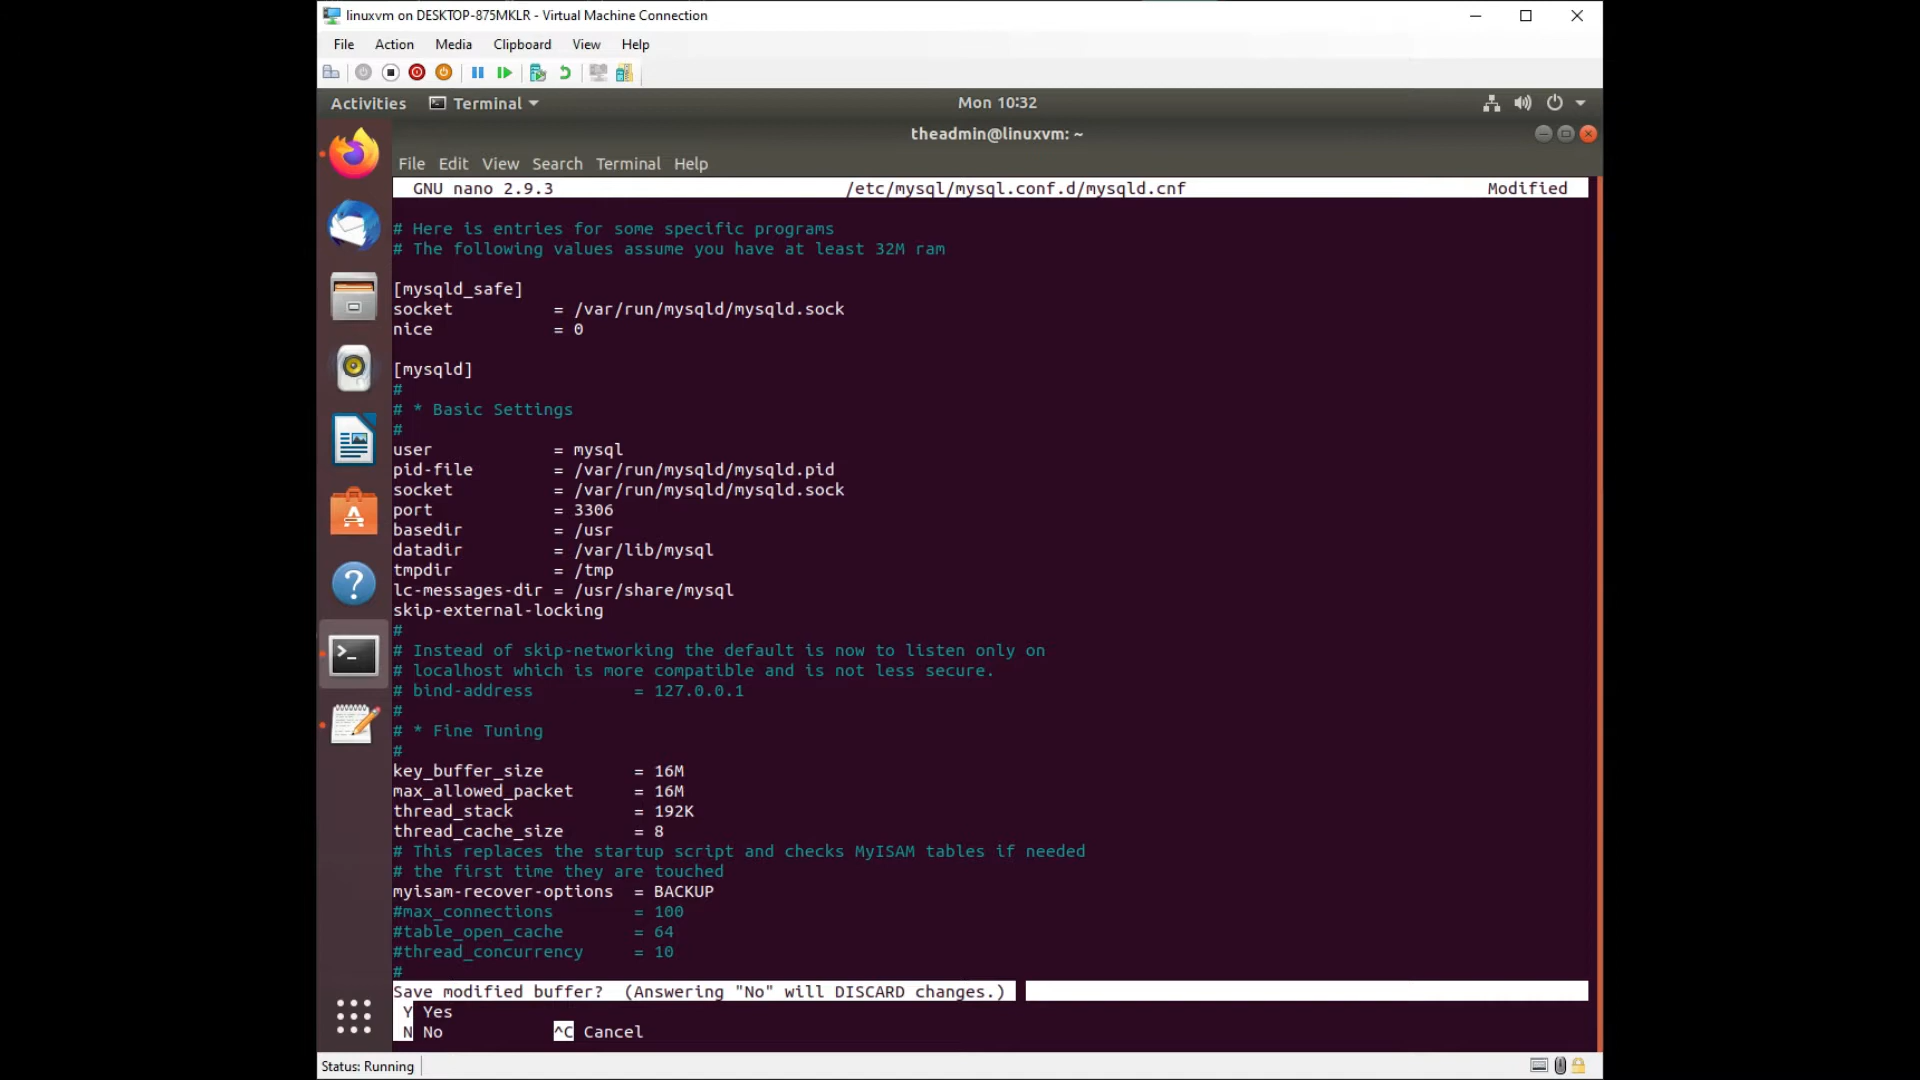 linuxvm on DESKTOP-875MKLR - Virtual Machine Connection
File Action Media Clipboard View Help
Activities Terminal Mon 10:32
theadmin@linuxvm: ~
File Edit View Search Terminal Help
GNU nano 2.9.3 /etc/mysql/mysql.conf.d/mysqld.cnf Modified
# Here is entries for some specific programs
# The following values assume you have at least 32M ram
[mysqld_safe]
socket = /var/run/mysqld/mysqld.sock
nice = 0
[mysqld]
#
# * Basic Settings
#
user = mysql
pid-file = /var/run/mysqld/mysqld.pid
socket = /var/run/mysqld/mysqld.sock
port = 3306
basedir = /usr
datadir = /var/lib/mysql
tmpdir = /tmp
lc-messages-dir = /usr/share/mysql
skip-external-locking
#
# Instead of skip-networking the default is now to listen only on
# localhost which is more compatible and is not less secure.
# bind-address = 127.0.0.1
#
# * Fine Tuning
#
key_buffer_size = 16M
max_allowed_packet = 16M
thread_stack = 192K
thread_cache_size = 8
# This replaces the startup script and checks MyISAM tables if needed
# the first time they are touched
myisam-recover-options = BACKUP
#max_connections = 100
#table_open_cache = 64
#thread_concurrency = 10
#
Save modified buffer? (Answering "No" will DISCARD changes.)
Y Yes
N No ^C Cancel
Status: Running